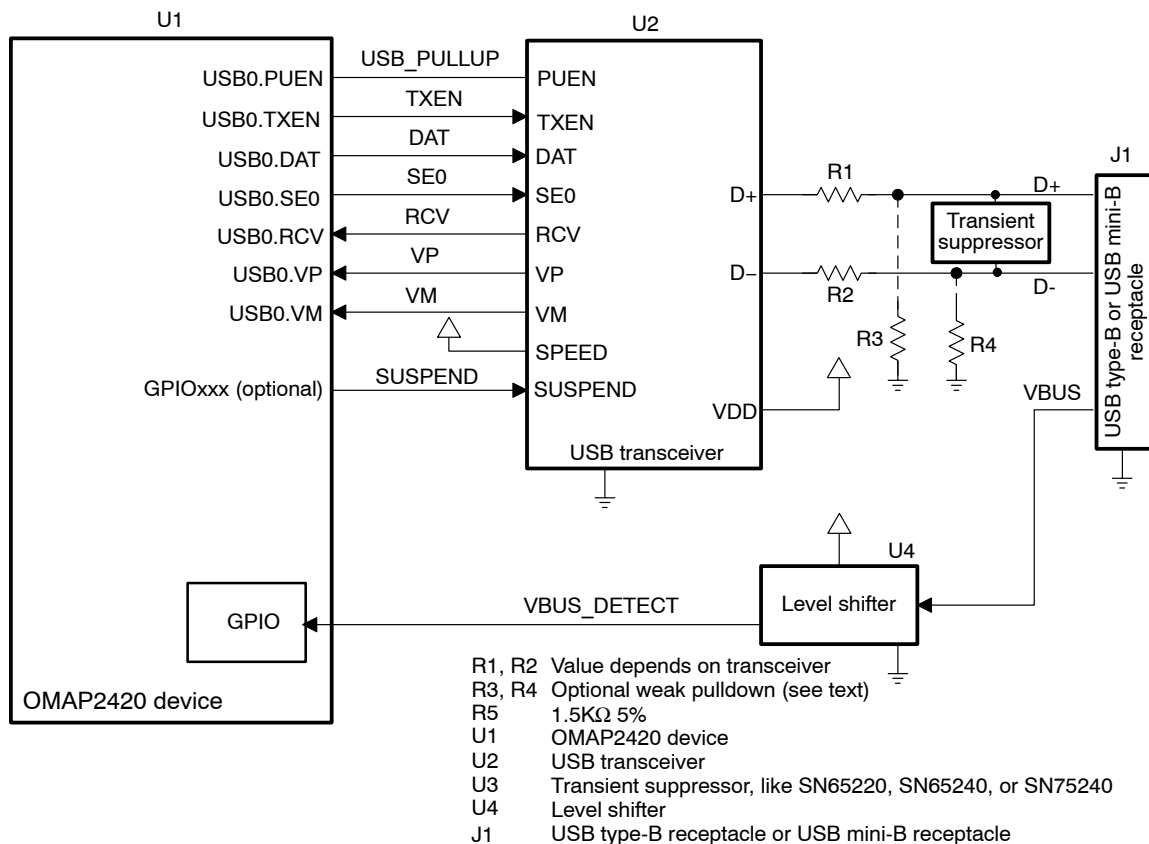 U1
U2
USB0.PUEN
USB_PULLUP
PUEN
USB0.TXEN
TXEN
TXEN
USB0.DAT
DAT
DAT
USB0.SE0
SE0
SE0
USB0.RCV
RCV
RCV
USB0.VP
VP
VP
USB0.VM
VM
VM
SPEED
GPIOxxx (optional)
SUSPEND
SUSPEND
D+
D−
VDD
USB transceiver
R1
R2
R3
R4
D+
Transient
suppressor
D-
J1
USB type-B or USB mini-B
receptacle
VBUS
U4
Level shifter
VBUS_DETECT
GPIO
OMAP2420 device
R1, R2 Value depends on transceiver
R3, R4 Optional weak pulldown (see text)
R5 1.5KΩ 5%
U1 OMAP2420 device
U2 USB transceiver
U3 Transient suppressor, like SN65220, SN65240, or SN75240
U4 Level shifter
J1 USB type-B receptacle or USB mini-B receptacle